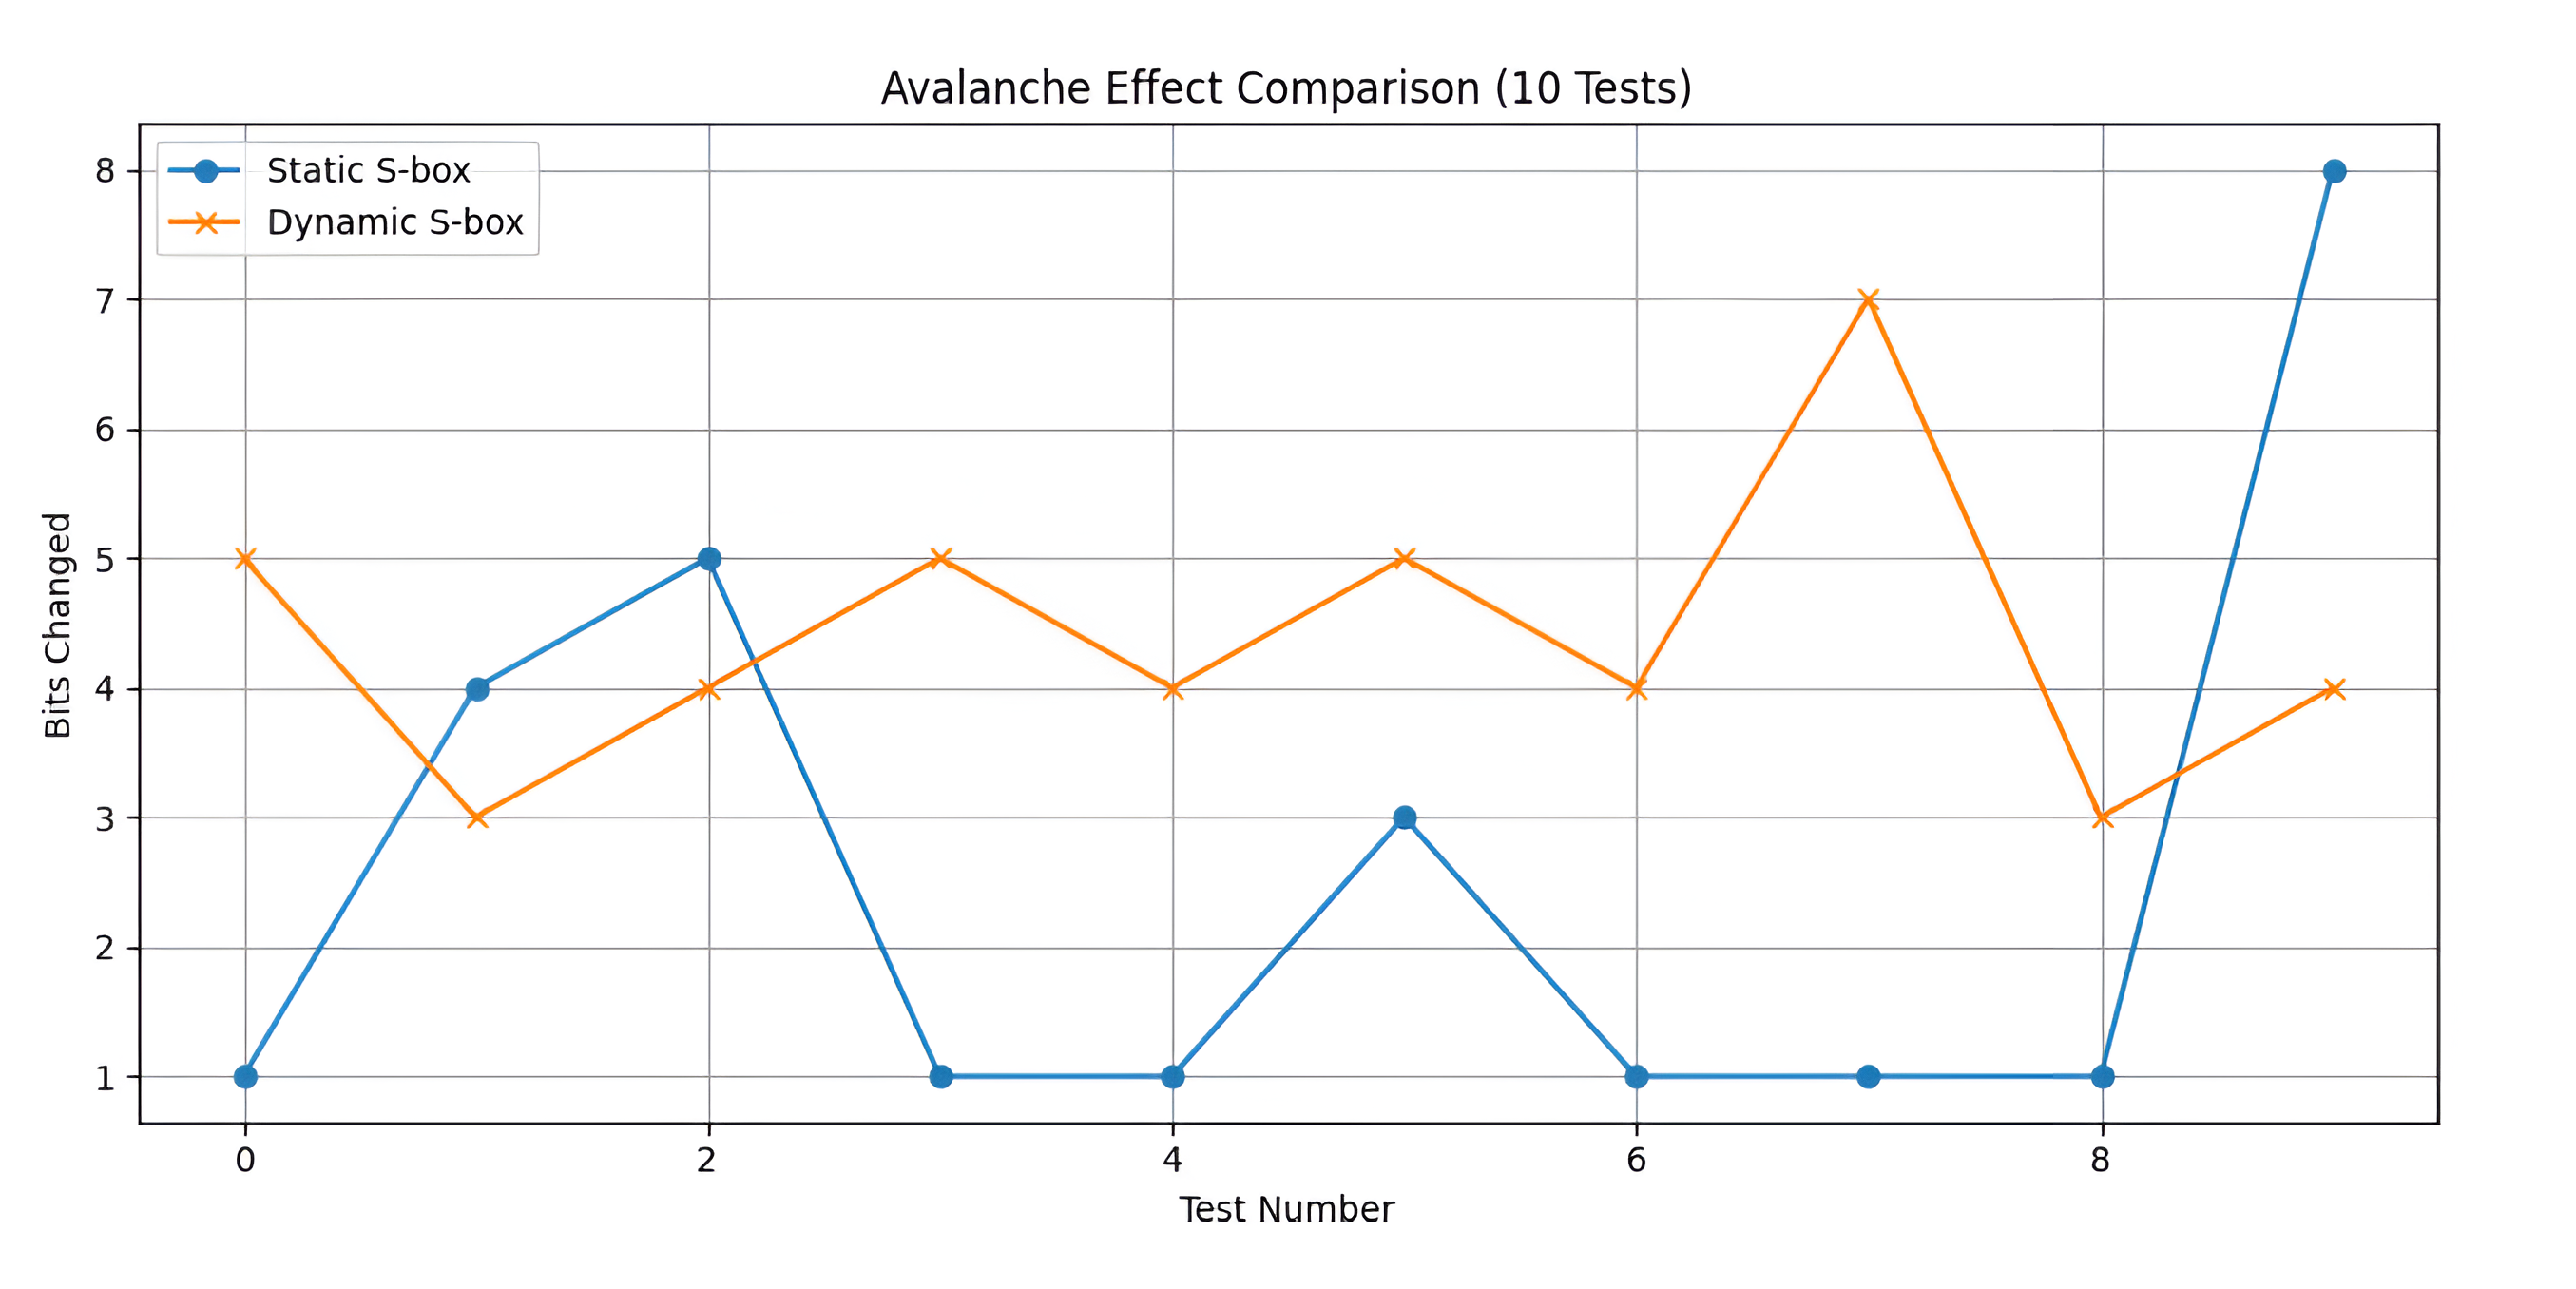 Avalanche Effect Comparison (10 Tests)
Static S-box
Dynamic S-box
8
7
6
5
4
3
2
1
Bits Changed
0 2 4 6 8
Test Number